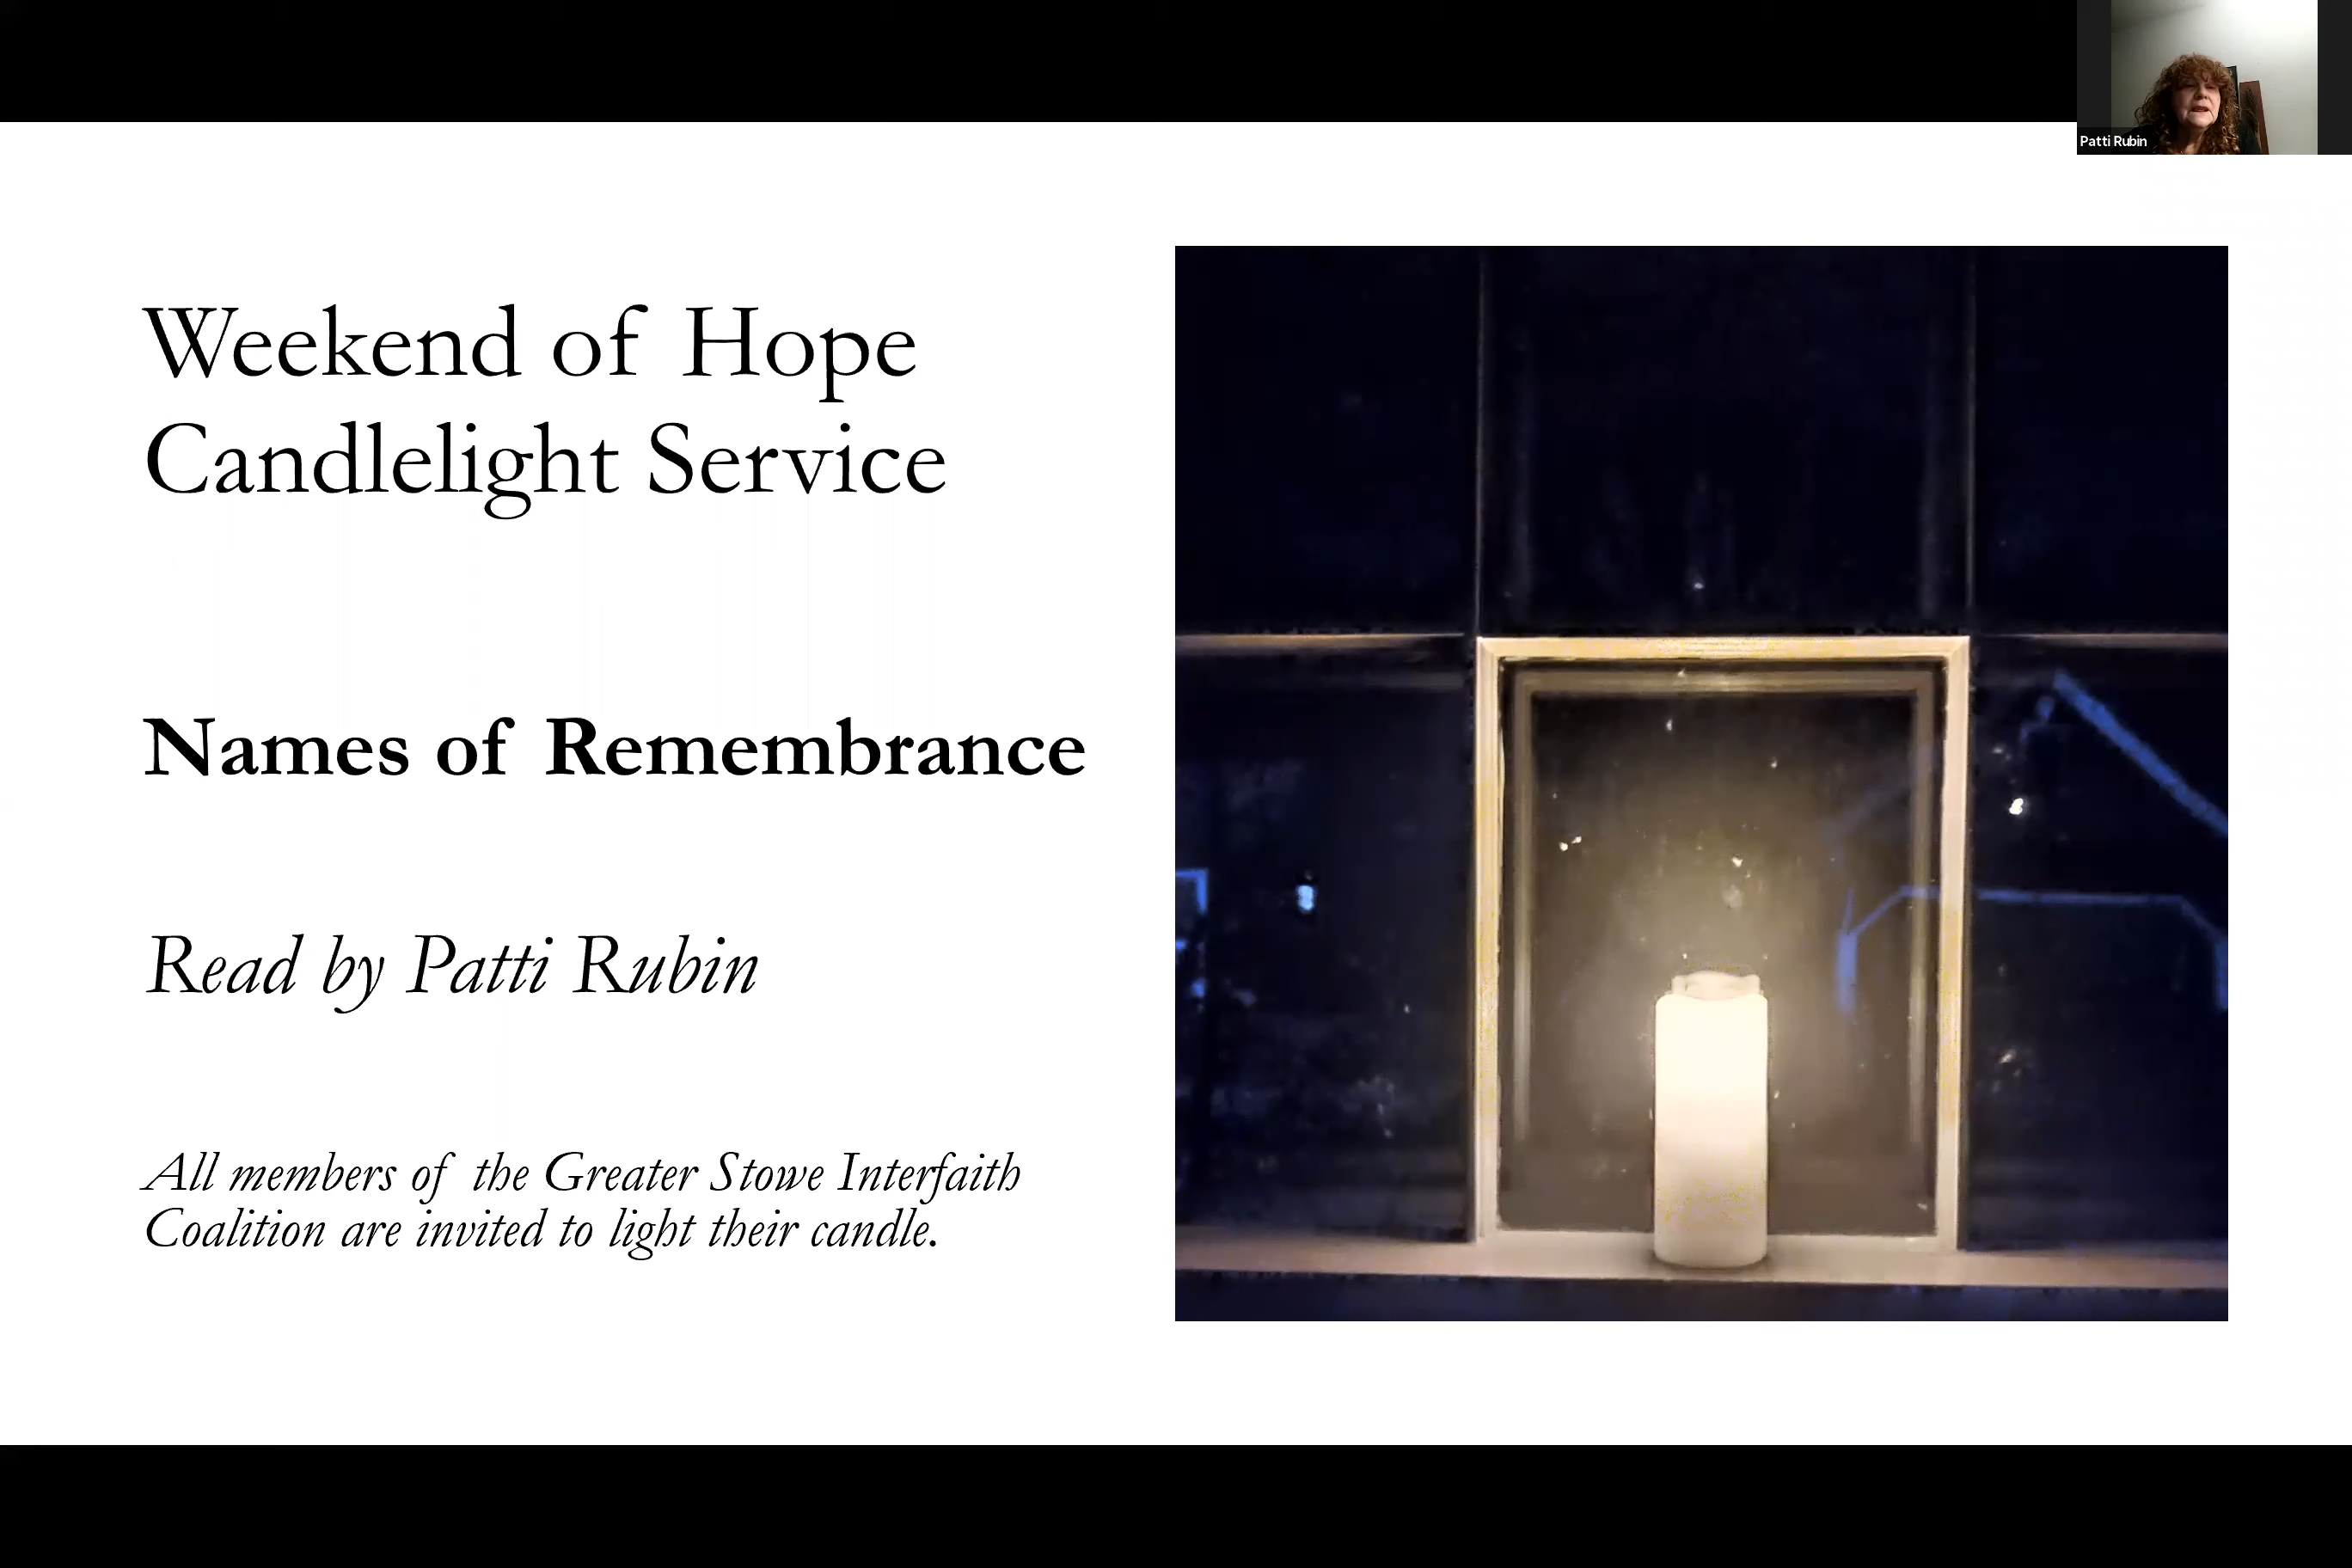 Patti Rubin
Weekend of Hope
Candlelight Service
Names of Remembrance
Read by Patti Rubin
All members of the Greater Stowe Interfaith
Coalition are invited to light their candle.